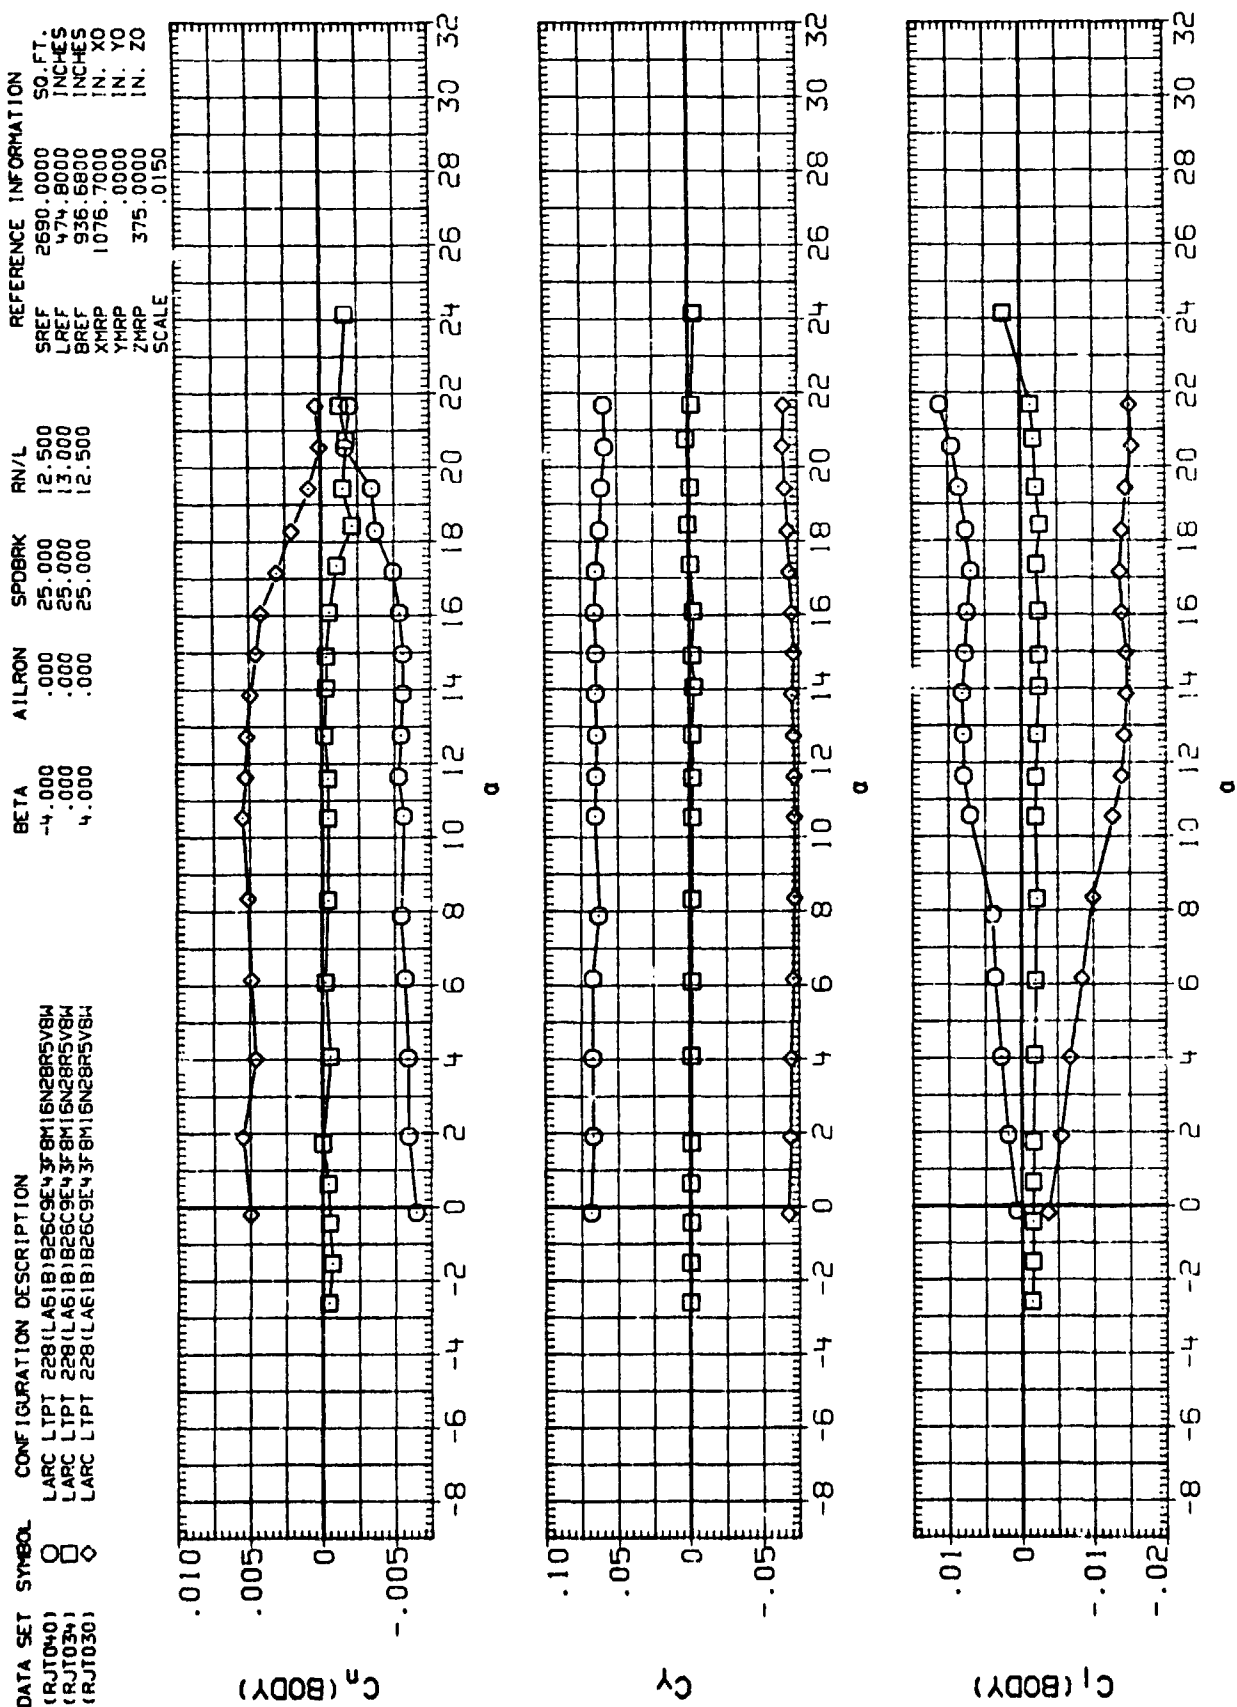 DATA SET SYMBOL CONFIGURATION DESCRIPTION BETA AILRON SPDBRK RN/L REFERENCE INFORMATION
(RJT040) LARC LTPT 228(LA61B)B26C9E43F8M16N28R5V8W -4.000 .000 25.000 12.500 SREF 2690.0000 SQ.FT.
(RJT034) LARC LTPT 228(LA61B)B26C9E43F8M16N28R5V8W .000 .000 25.000 13.000 LREF 474.8000 INCHES
(RJT030) LARC LTPT 228(LA61B)B26C9E43F8M16N28R5V8W 4.000 .000 25.000 12.500 BREF 936.6800 INCHES
XMRP 1076.7000 IN. XO
YMRP .0000 IN. YO
ZMRP 375.0000 IN. ZO
SCALE .0150
Cn (BODY)
.010
.005
0
-.005
-8 -6 -4 -2 0 2 4 6 8 10 12 14 16 18 20 22 24 26 28 30 32
α
CY
.10
.05
0
-.05
-8 -6 -4 -2 0 2 4 6 8 10 12 14 16 18 20 22 24 26 28 30 32
α
Cl (BODY)
.01
0
-.01
-.02
-8 -6 -4 -2 0 2 4 6 8 10 12 14 16 18 20 22 24 26 28 30 32
α